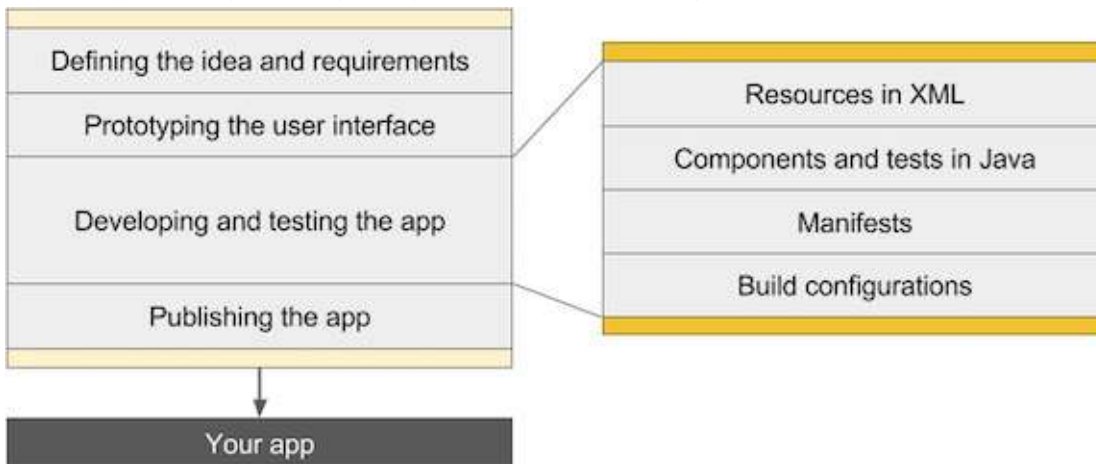 Defining the idea and requirements
Prototyping the user interface
Developing and testing the app
Publishing the app
Your app
Resources in XML
Components and tests in Java
Manifests
Build configurations